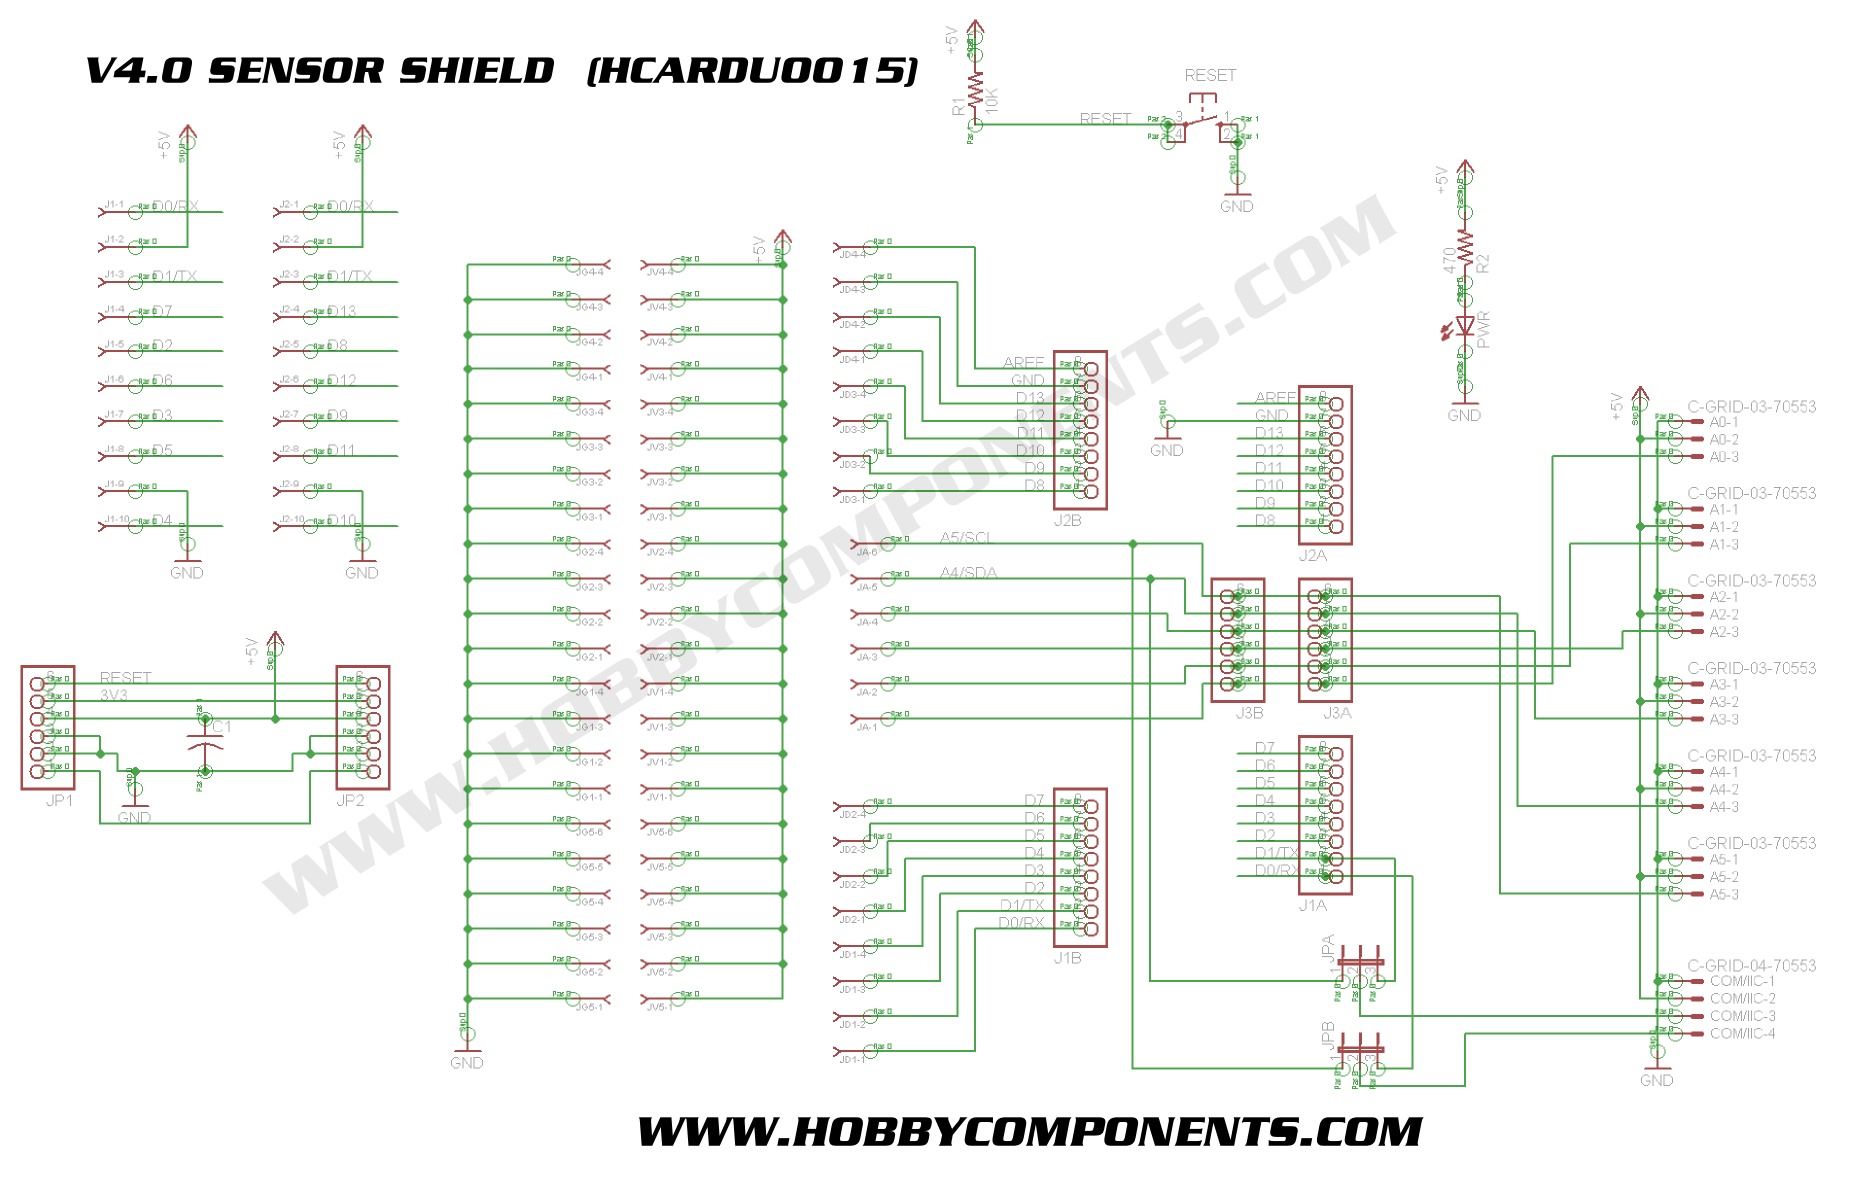 V4.0 SENSOR SHIELD (HCARDU0015)
+5V
R1
10K
RESET
RESET
3
4
1
2
GND
+5V
+5V
J1-1 D0/RX
J1-2
J1-3 D1/TX
J1-4 D7
J1-5 D2
J1-6 D6
J1-7 D3
J1-8 D5
J1-9
J1-10 D4
GND
J2-1 D0/RX
J2-2
J2-3 D1/TX
J2-4 D13
J2-5 D8
J2-6 D12
J2-7 D9
J2-8 D11
J2-9
J2-10 D10
GND
+5V
RESET
3V3
C1
GND
JP1
JP2
+5V
JG4-4 JV4-4
JG4-3 JV4-3
JG4-2 JV4-2
JG4-1 JV4-1
JG3-4 JV3-4
JG3-3 JV3-3
JG3-2 JV3-2
JG3-1 JV3-1
JG2-4 JV2-4
JG2-3 JV2-3
JG2-2 JV2-2
JG2-1 JV2-1
JG1-4 JV1-4
JG1-3 JV1-3
JG1-2 JV1-2
JG1-1 JV1-1
JG5-6 JV5-6
JG5-5 JV5-5
JG5-4 JV5-4
JG5-3 JV5-3
JG5-2 JV5-2
JG5-1 JV5-1
GND
JD4-4
JD4-3
JD4-2
JD4-1
JD3-4
JD3-3
JD3-2
JD3-1
AREF
GND
D13
D12
D11
D10
D9
D8
J2B
JA-6 A5/SCL
JA-5 A4/SDA
JA-4
JA-3
JA-2
JA-1
J3B
J3A
JD2-4
JD2-3
JD2-2
JD2-1
JD1-4
JD1-3
JD1-2
JD1-1
D7
D6
D5
D4
D3
D2
D1/TX
D0/RX
J1B
GND
AREF
GND
D13
D12
D11
D10
D9
D8
J2A
D7
D6
D5
D4
D3
D2
D1/TX
D0/RX
J1A
JPA
1
2
3
JPB
1
2
3
+5V
470
R2
PWR
GND
+5V
C-GRID-03-70553
A0-1
A0-2
A0-3
C-GRID-03-70553
A1-1
A1-2
A1-3
C-GRID-03-70553
A2-1
A2-2
A2-3
C-GRID-03-70553
A3-1
A3-2
A3-3
C-GRID-03-70553
A4-1
A4-2
A4-3
C-GRID-03-70553
A5-1
A5-2
A5-3
C-GRID-04-70553
COM/IIC-1
COM/IIC-2
COM/IIC-3
COM/IIC-4
GND
WWW.HOBBYCOMPONENTS.COM
WWW.HOBBYCOMPONENTS.COM